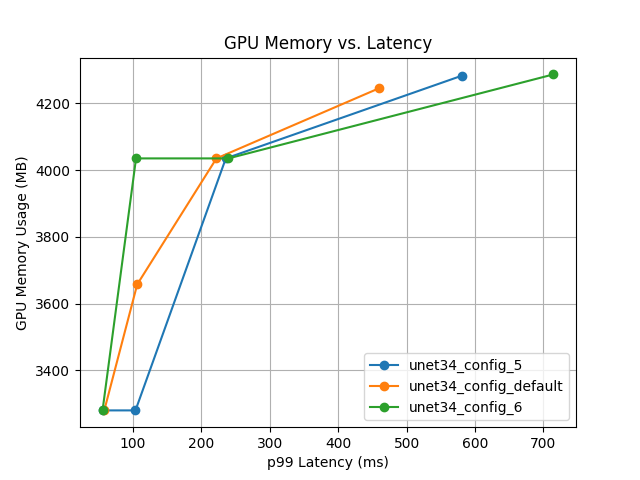 GPU Memory vs. Latency
GPU Memory Usage (MB)
4200
4000
3800
3600
3400
unet34_config_5
unet34_config_default
unet34_config_6
100 200 300 400 500 600 700
p99 Latency (ms)